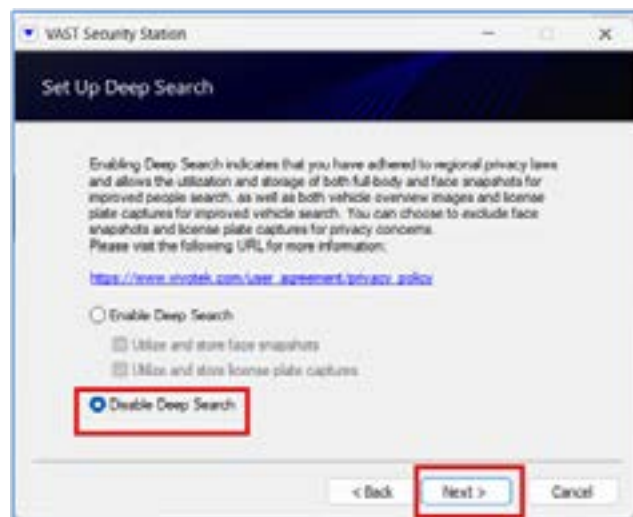 VAST Security Station
Set Up Deep Search
Enabling Deep Search indicates that you have adhered to regional privacy laws
and allows the utilization and storage of both full-body and face snapshots for
improved people search, as well as both vehicle overview images and license
plate captures for improved vehicle search. You can choose to exclude face
snapshots and license plate captures for privacy concerns.
Please visit the following URL for more information:
https://www.vivotek.com/user_agreement/privacy_policy
Enable Deep Search
Utilize and store face snapshots
Utilize and store license plate captures
Disable Deep Search
< Back Next > Cancel